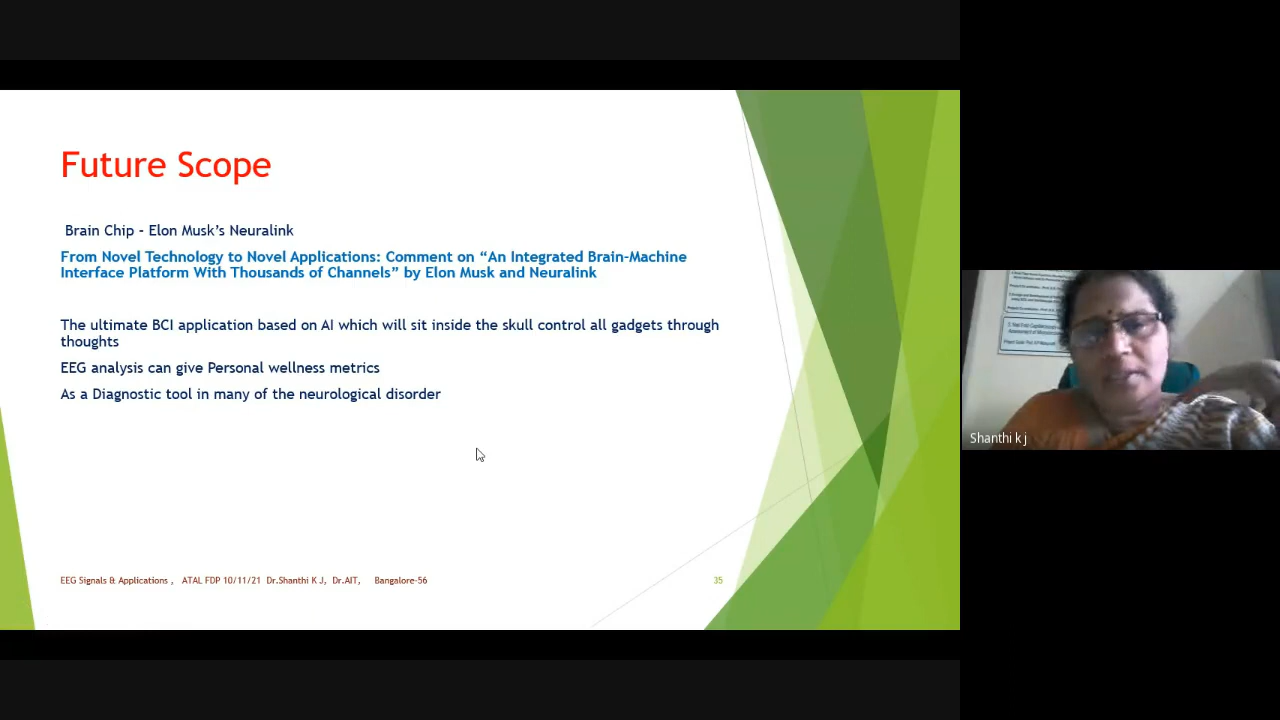 Future Scope
Brain Chip – Elon Musk's Neuralink
From Novel Technology to Novel Applications: Comment on “An Integrated Brain-Machine
Interface Platform With Thousands of Channels” by Elon Musk and Neuralink
The ultimate BCI application based on AI which will sit inside the skull control all gadgets through
thoughts
EEG analysis can give Personal wellness metrics
As a Diagnostic tool in many of the neurological disorder
EEG Signals & Applications , ATAL FDP 10/11/21 Dr.Shanthi K J, Dr.AIT, Bangalore-56
35
Shanthi k j